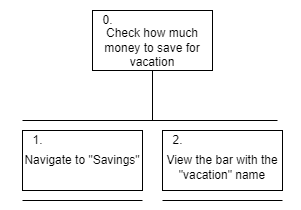 0.
Check how much
money to save for
vacation
1.
Navigate to "Savings"
2.
View the bar with the
"vacation" name